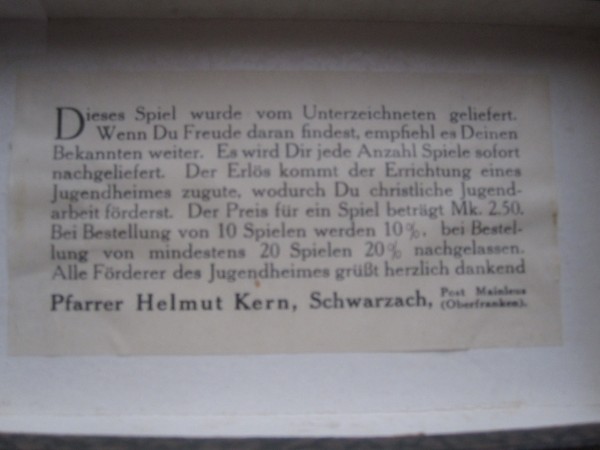 Dieses Spiel wurde vom Unterzeichneten geliefert.
Wenn Du Freude daran findest, empfiehl es Deinen
Bekannten weiter. Es wird Dir jede Anzahl Spiele sofort
nachgeliefert. Der Erlös kommt der Errichtung eines
Jugendheimes zugute, wodurch Du christliche Jugend-
arbeit förderst. Der Preis für ein Spiel beträgt Mk. 2.50.
Bei Bestellung von 10 Spielen werden 10%, bei Bestel-
lung von mindestens 20 Spielen 20% nachgelassen.
Alle Förderer des Jugendheimes grüßt herzlich dankend
Pfarrer Helmut Kern, Schwarzach, Post Mainleus
(Oberfranken).